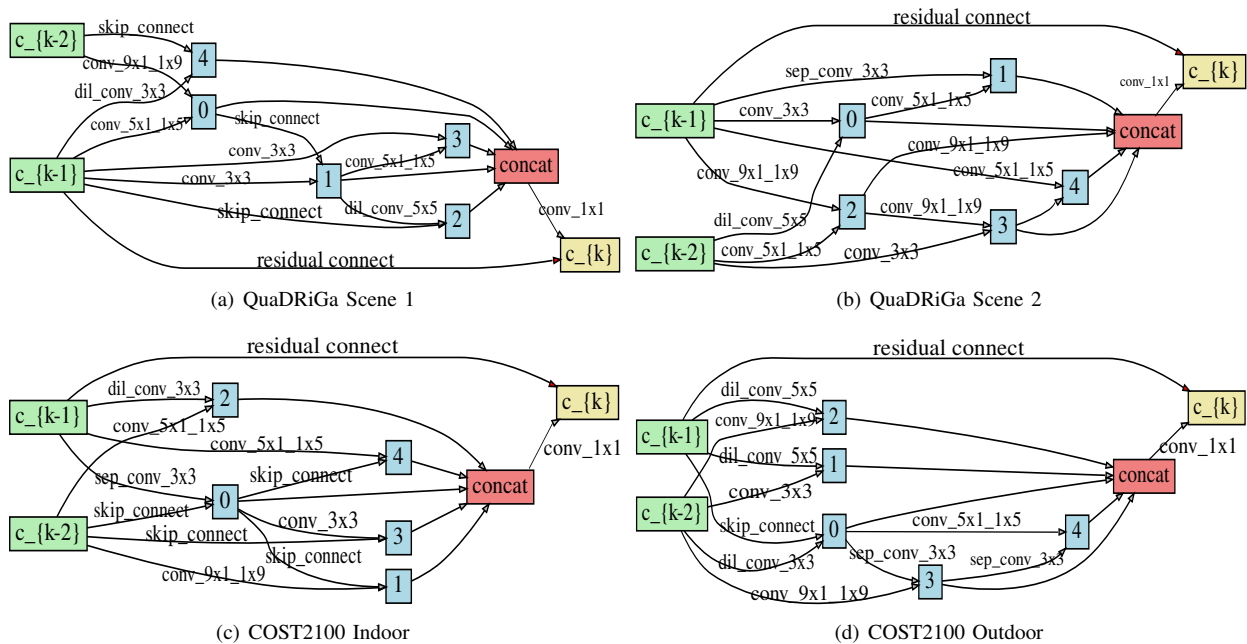 skip_connect
c_{k-2}
4
conv_9x1_1x9
dil_conv_3x3
0
conv_5x1_1x5
skip_connect
3
conv_3x3
conv_5x1_1x5
concat
c_{k-1}
conv_3x3
1
skip_connect
dil_conv_5x5
2
conv_1x1
c_{k}
residual connect
(a) QuaDRiGa Scene 1
residual connect
c_{k}
sep_conv_3x3
1
conv_1x1
conv_3x3
conv_5x1_1x5
c_{k-1}
0
concat
conv_9x1_1x9
conv_9x1_1x9
conv_5x1_1x5
4
2
conv_9x1_1x9
dil_conv_5x5
3
c_{k-2}
conv_5x1_1x5
conv_3x3
(b) QuaDRiGa Scene 2
residual connect
dil_conv_3x3
2
c_{k}
c_{k-1}
conv_5x1_1x5
conv_5x1_1x5
conv_1x1
4
sep_conv_3x3
skip_connect
concat
0
skip_connect
conv_3x3
c_{k-2}
skip_connect
3
skip_connect
conv_9x1_1x9
1
(c) COST2100 Indoor
residual connect
dil_conv_5x5
c_{k}
conv_9x1_1x9
2
c_{k-1}
conv_1x1
dil_conv_5x5
1
concat
conv_3x3
c_{k-2}
skip_connect
0
conv_5x1_1x5
4
dil_conv_3x3
sep_conv_3x3
sep_conv_3x3
3
conv_9x1_1x9
(d) COST2100 Outdoor